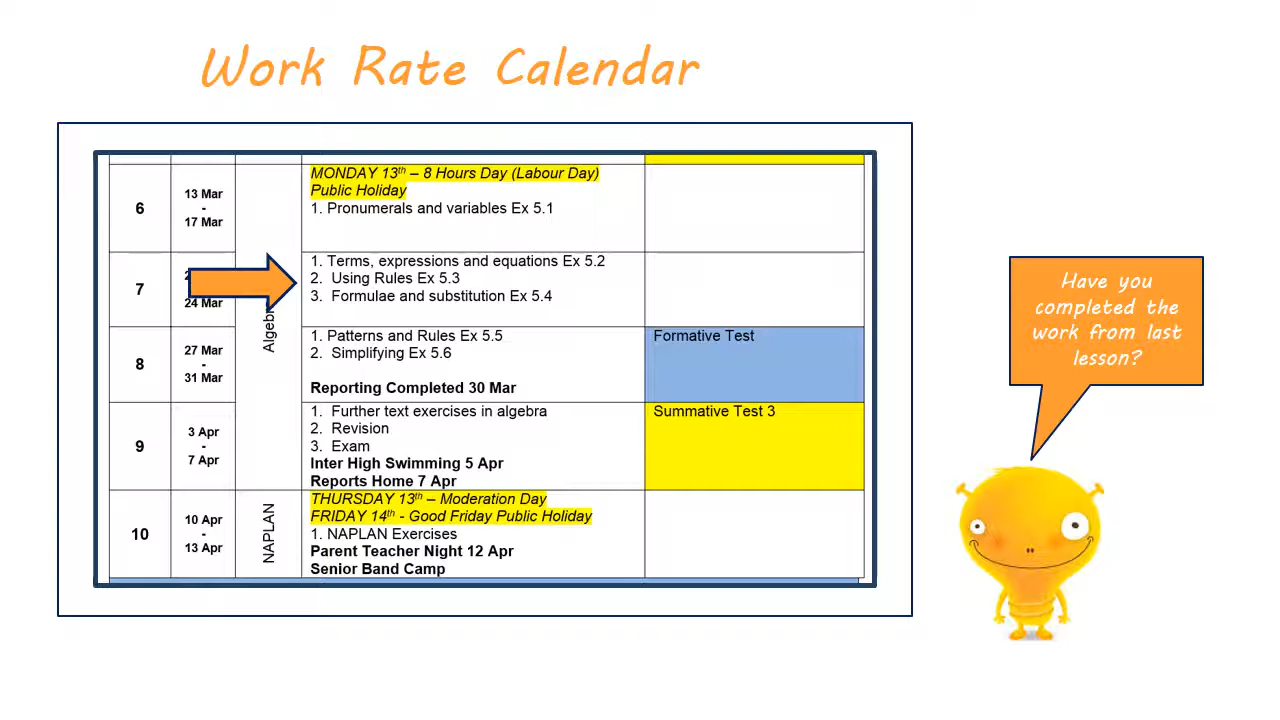 Work Rate Calendar
MONDAY 13th – 8 Hours Day (Labour Day)
Public Holiday
1. Pronumerals and variables Ex 5.1
6
13 Mar
-
17 Mar
1. Terms, expressions and equations Ex 5.2
2. Using Rules Ex 5.3
3. Formulae and substitution Ex 5.4
7
24 Mar
1. Patterns and Rules Ex 5.5
2. Simplifying Ex 5.6
Reporting Completed 30 Mar
Formative Test
8
27 Mar
-
31 Mar
1. Further text exercises in algebra
2. Revision
3. Exam
Inter High Swimming 5 Apr
Reports Home 7 Apr
Summative Test 3
9
3 Apr
-
7 Apr
THURSDAY 13th – Moderation Day
FRIDAY 14th - Good Friday Public Holiday
1. NAPLAN Exercises
Parent Teacher Night 12 Apr
Senior Band Camp
10
10 Apr
-
13 Apr
NAPLAN
Have you
completed the
work from last
lesson?